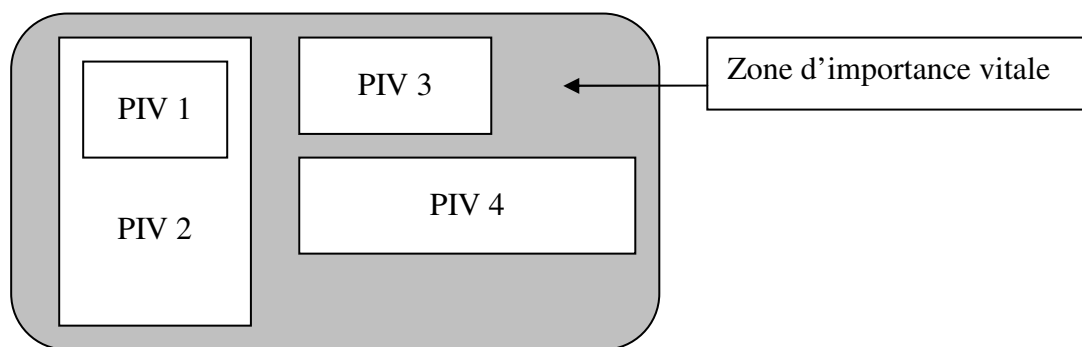 PIV 1
PIV 2
PIV 3
PIV 4
Zone d’importance vitale